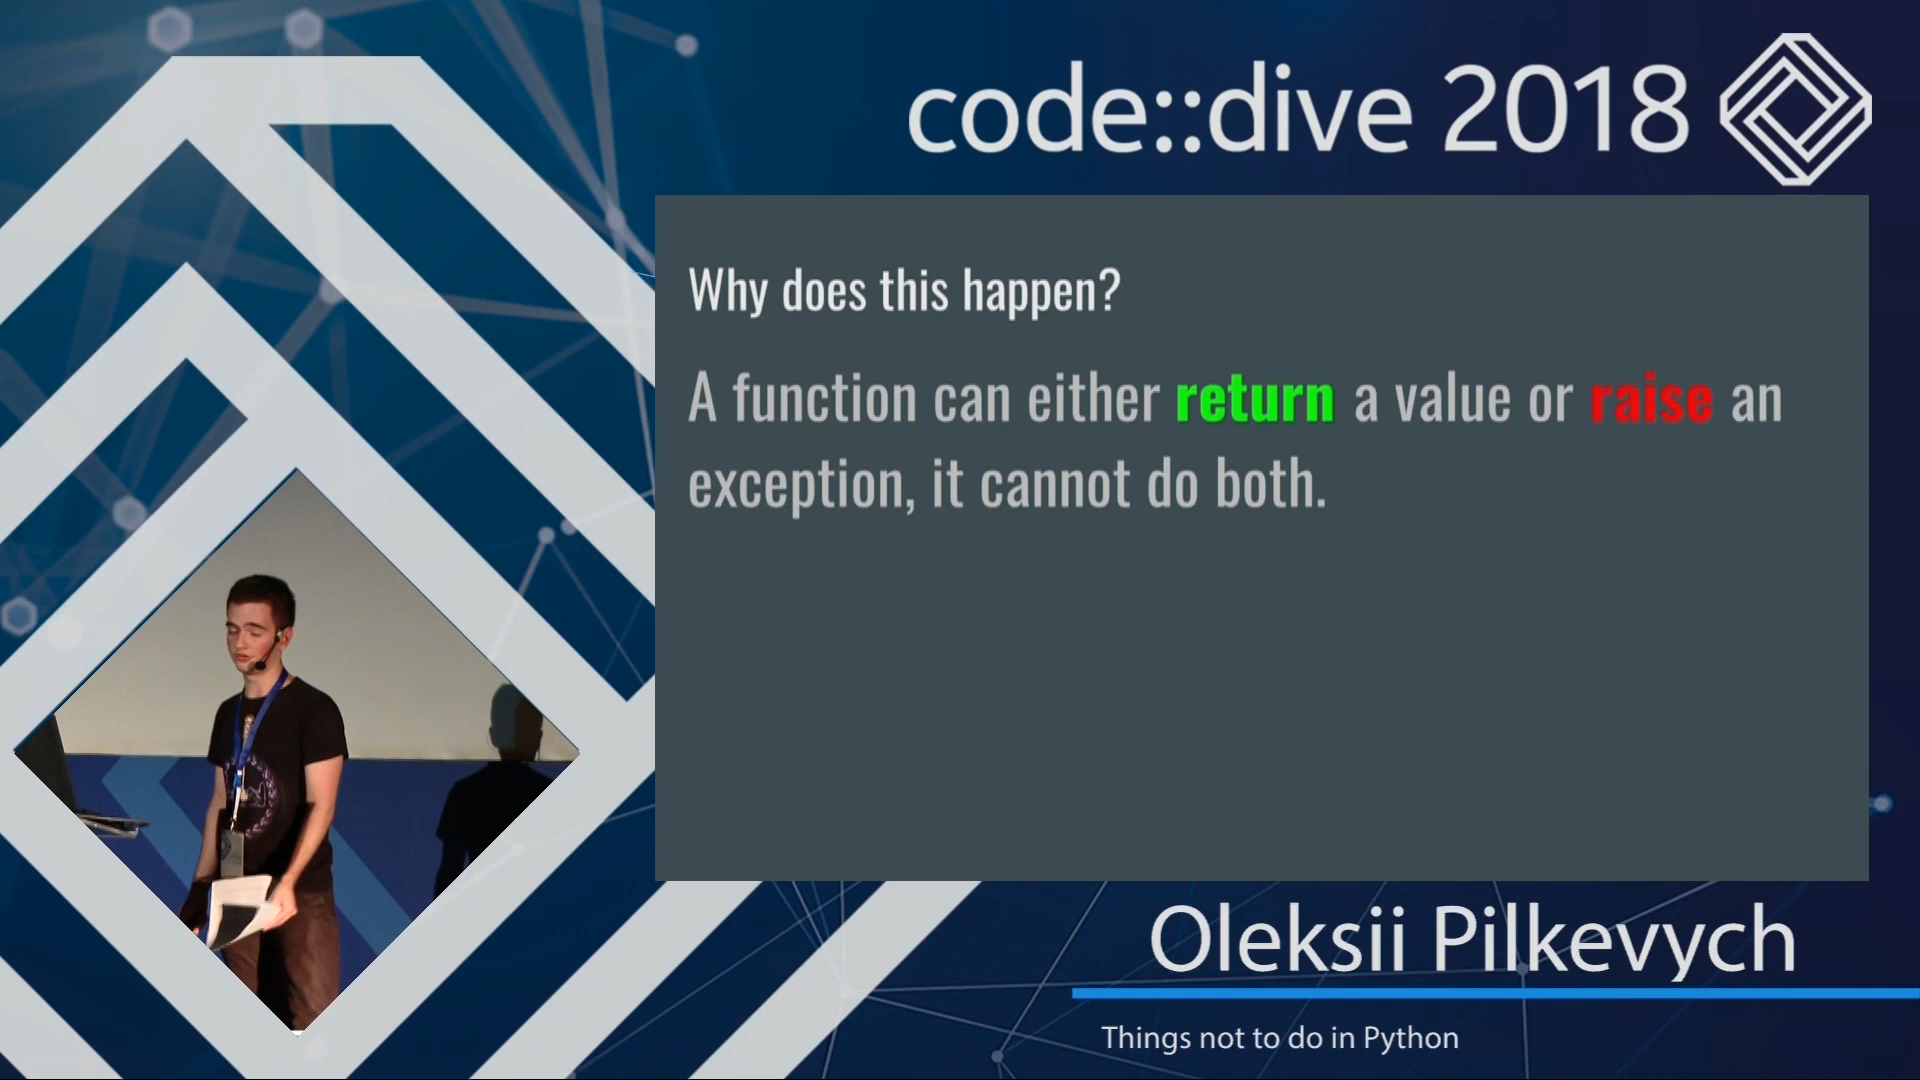 code::dive 2018
Why does this happen?
A function can either return a value or raise an
exception, it cannot do both.
Oleksii Pilkevych
Things not to do in Python